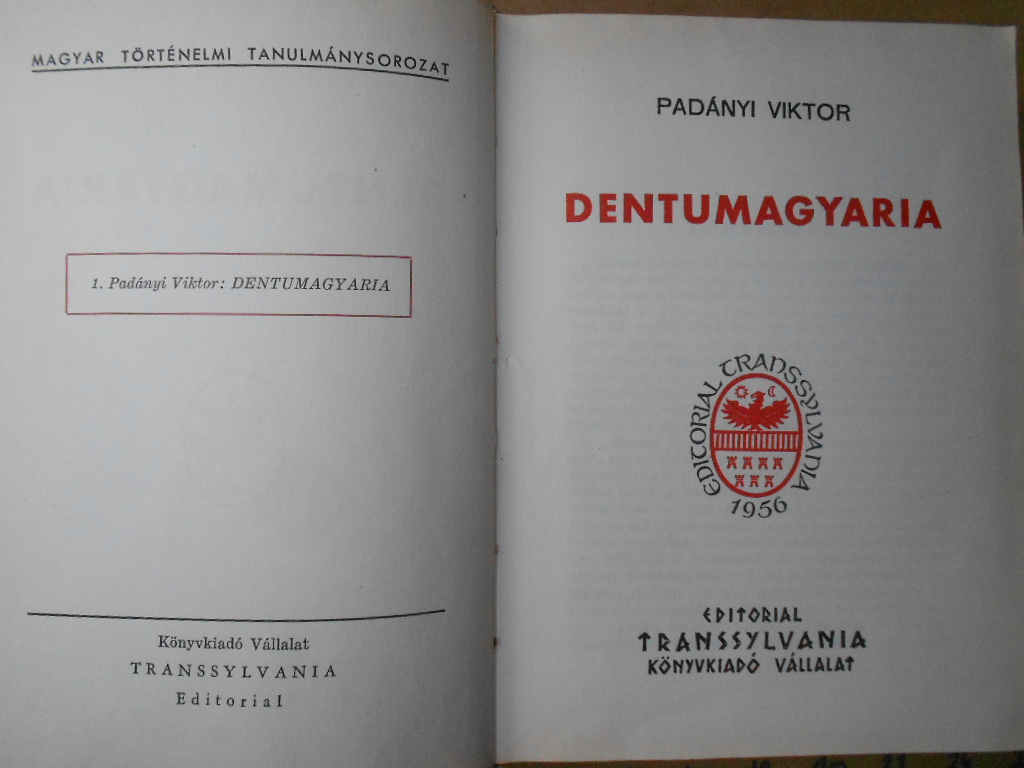 MAGYAR TÖRTÉNELMI TANULMÁNYSOROZAT
1. Padányi Viktor: DENTUMAGYARIA
Könyvkiadó Vállalat
TRANSSYLVANIA
Editorial
PADÁNYI VIKTOR
DENTUMAGYARIA
EDITORIAL TRANSSYLVANIA
1956
EDITORIAL
TRANSSYLVANIA
KÖNYVKIADÓ VÁLLALAT